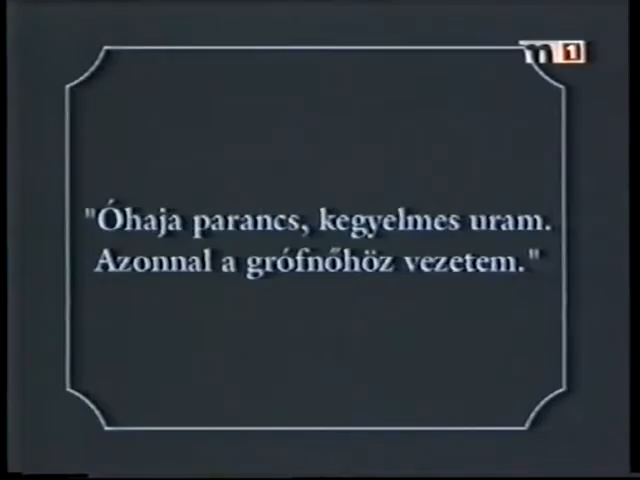 m1
"Óhaja parancs, kegyelmes uram.
Azonnal a grófnőhöz vezetem."